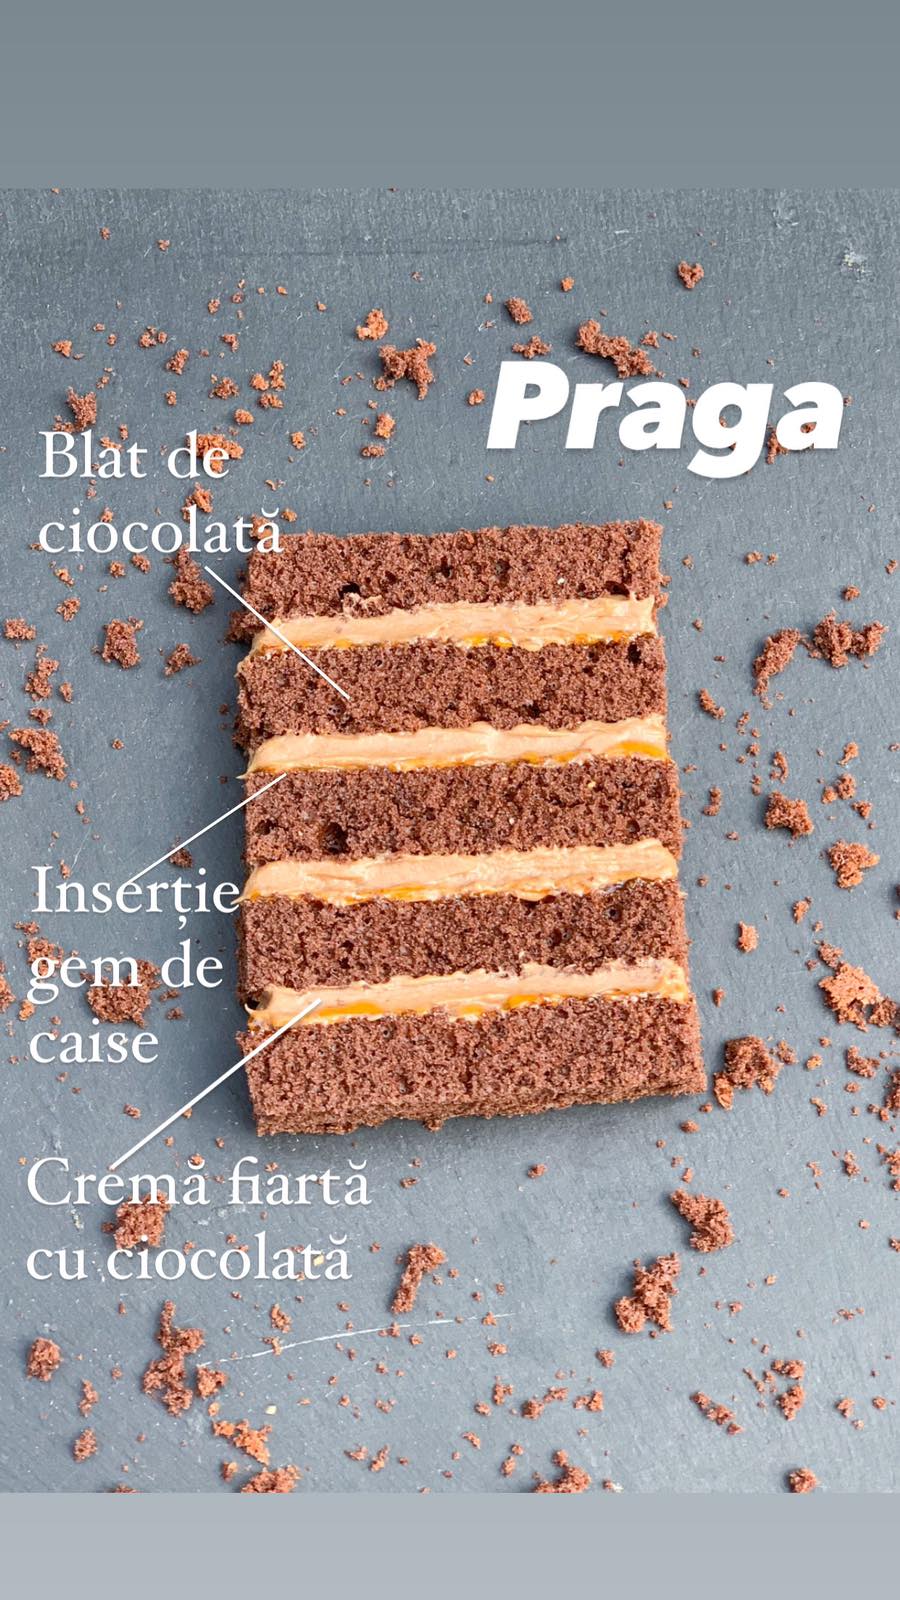 Praga
Blat de
ciocolată
Inserție
gem de
caise
Cremă fiartă
cu ciocolată